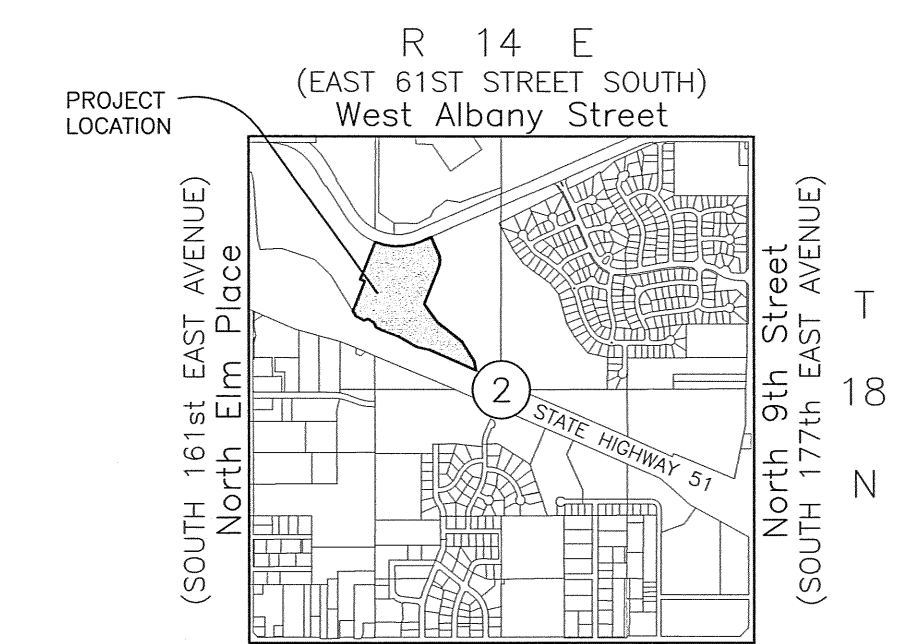 R 14 E
(EAST 61ST STREET SOUTH)
West Albany Street
PROJECT
LOCATION
(SOUTH 161st EAST AVENUE)
North Elm Place
2
STATE HIGHWAY 51
North 9th Street
(SOUTH 177th EAST AVENUE)
T
18
N